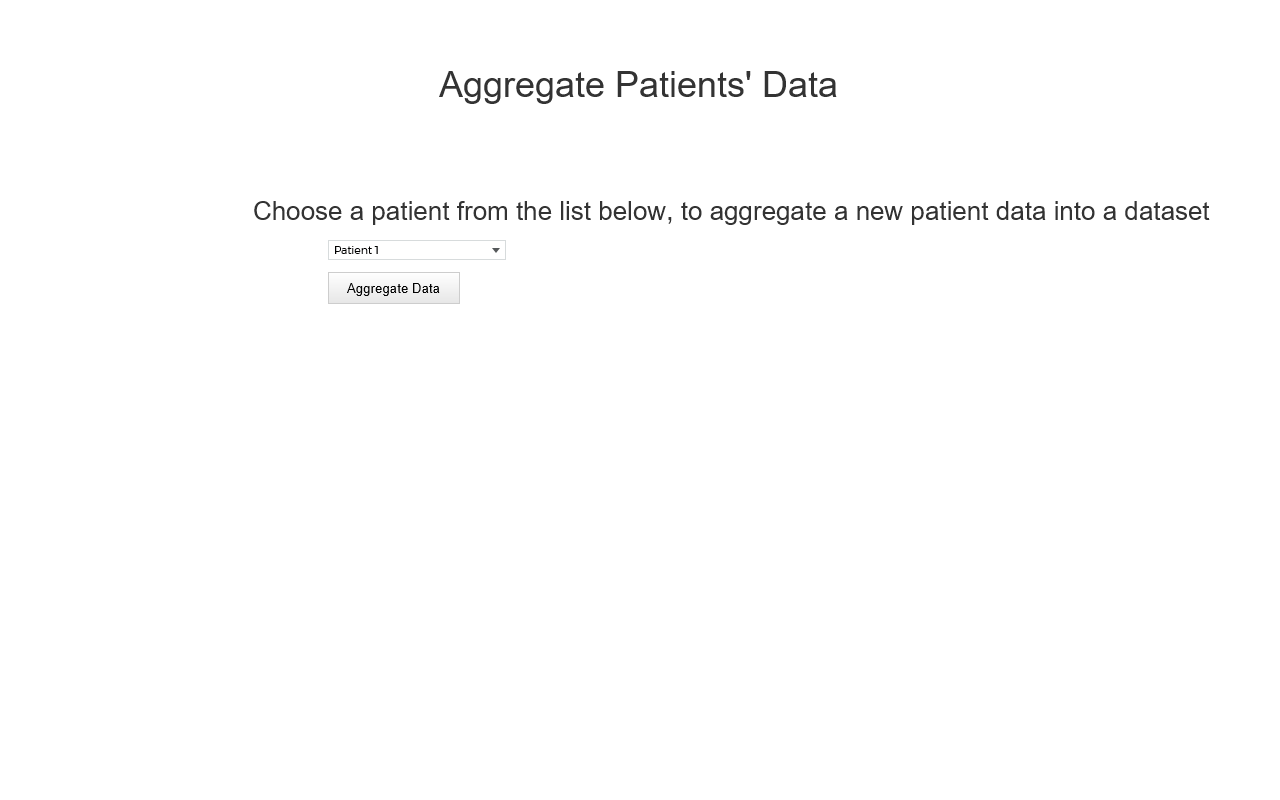 Aggregate Patients' Data
Choose a patient from the list below, to aggregate a new patient data into a dataset
Patient 1
Aggregate Data